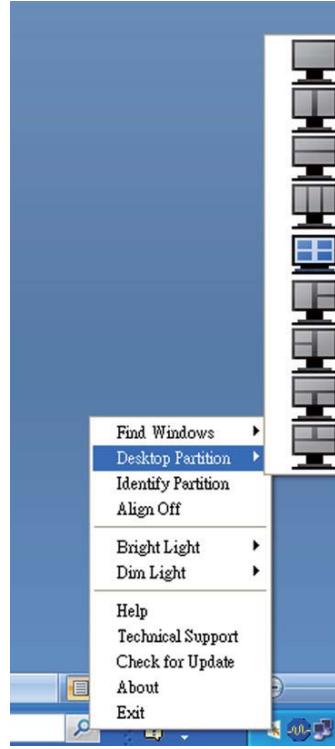 Find Windows
Desktop Partition
Identify Partition
Align Off
Bright Light
Dim Light
Help
Technical Support
Check for Update
About
Exit